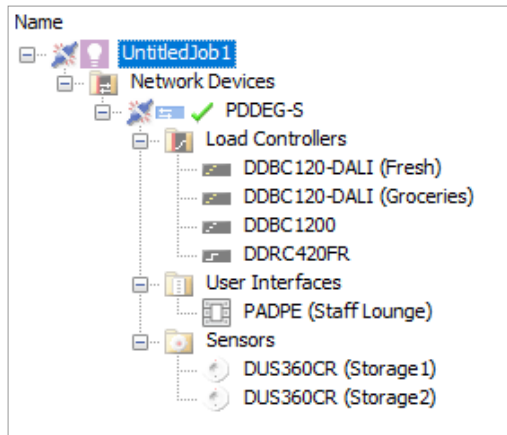 Name
UntitledJob1
Network Devices
PDDEG-S
Load Controllers
DDBC120-DALI (Fresh)
DDBC120-DALI (Groceries)
DDBC1200
DDRC420FR
User Interfaces
PADPE (Staff Lounge)
Sensors
DUS360CR (Storage1)
DUS360CR (Storage2)